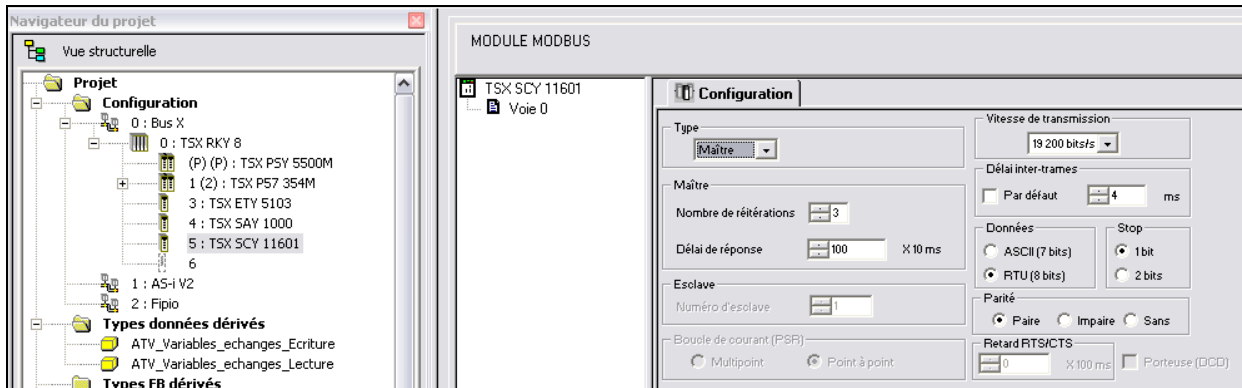 Navigateur du projet
Vue structurelle
Projet
Configuration
0 : Bus X
0 : TSX RKY 8
(P) (P) : TSX PSY 5500M
1 (2) : TSX P57 354M
3 : TSX ETY 5103
4 : TSX SAY 1000
5 : TSX SCY 11601
6
1 : AS-i V2
2 : Fipio
Types données dérivés
ATV_Variables_echanges_Ecriture
ATV_Variables_echanges_Lecture
Types FB dérivés
MODULE MODBUS
TSX SCY 11601
Voie 0
Configuration
Type
Maître
Maître
Nombre de réitérations 3
Délai de réponse 100 X 10 ms
Esclave
Numéro d'esclave 1
Boucle de courant (PSR)
Multipoint Point à point
Vitesse de transmission
19 200 bits/s
Délai inter-trames
Par défaut 4 ms
Données
ASCII (7 bits)
RTU (8 bits)
Stop
1 bit
2 bits
Parité
Paire Impaire Sans
Retard RTS/CTS
0 X 100 ms Porteuse (DCD)